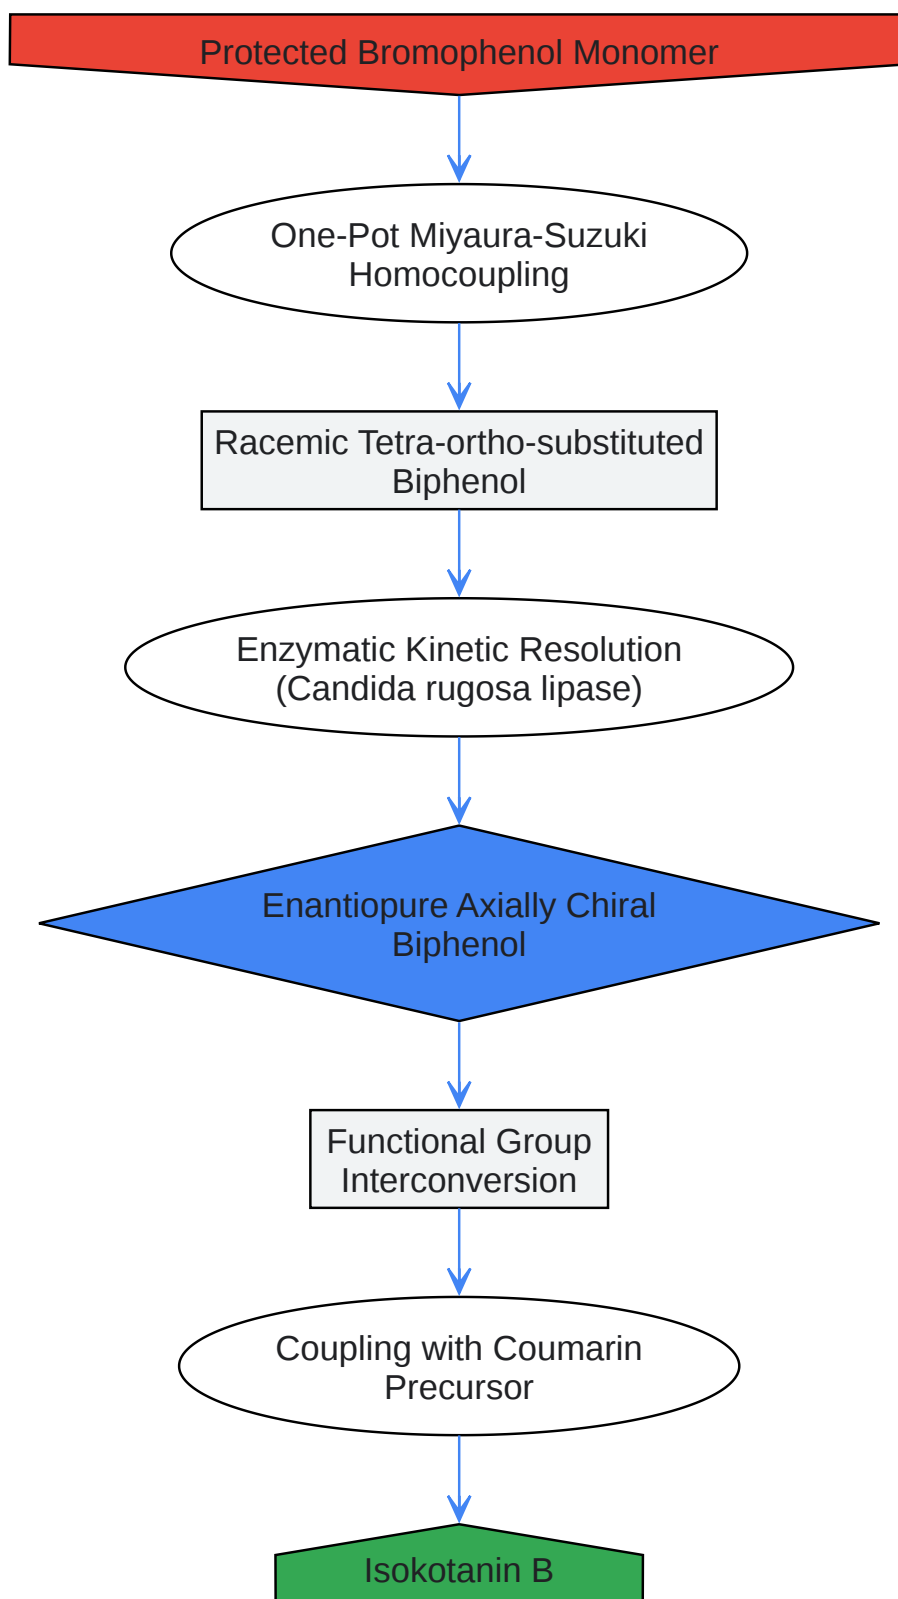 Protected Bromophenol Monomer
One-Pot Miyaura-Suzuki
Homocoupling
Racemic Tetra-ortho-substituted
Biphenol
Enzymatic Kinetic Resolution
(Candida rugosa lipase)
Enantiopure Axially Chiral
Biphenol
Functional Group
Interconversion
Coupling with Coumarin
Precursor
Isokotanin B